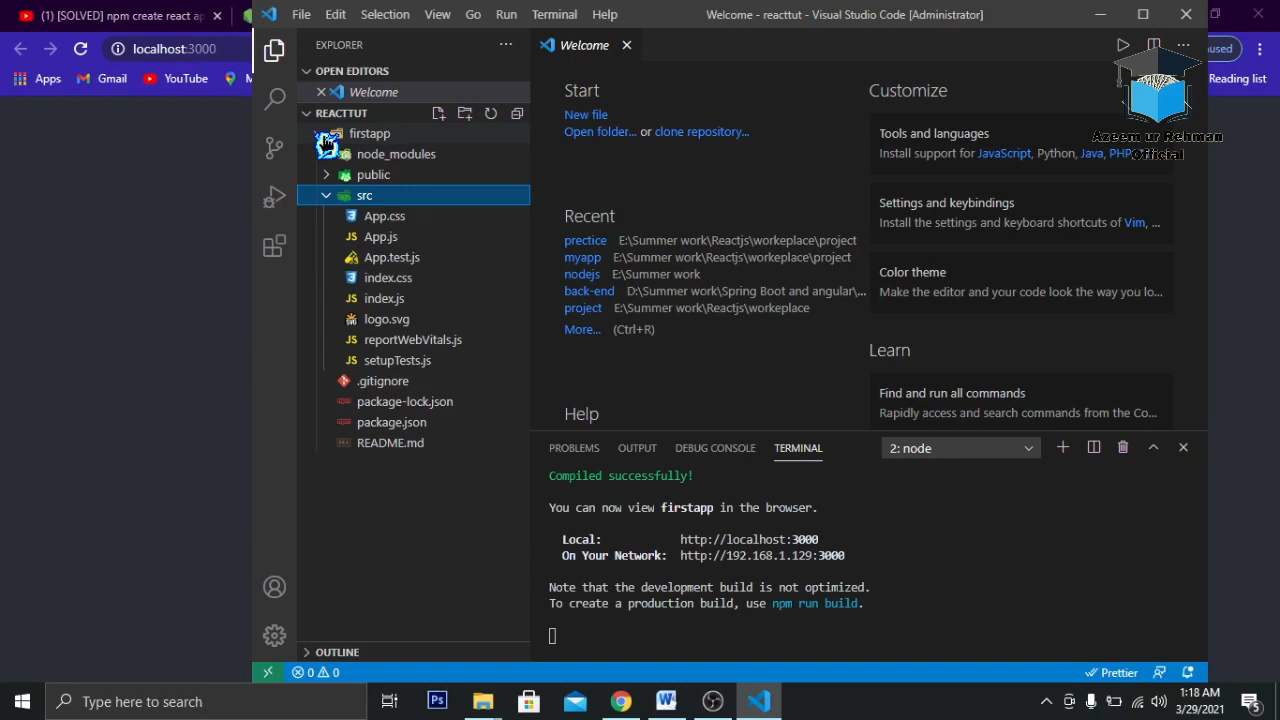 [SOLVED] npm create react ap
File Edit Selection View Go Run Terminal Help
Welcome - reacttut - Visual Studio Code [Administrator]
localhost:3000
EXPLORER
Welcome
Apps Gmail YouTube
Reading list
OPEN EDITORS
Welcome
REACTTUT
firstapp
node_modules
public
src
App.css
App.js
App.test.js
index.css
index.js
logo.svg
reportWebVitals.js
setupTests.js
.gitignore
package-lock.json
package.json
README.md
OUTLINE
Start
New file
Open folder... or clone repository...
Recent
prectice E:\Summer work\Reactjs\workeplace\project
myapp E:\Summer work\Reactjs\workeplace\project
nodejs E:\Summer work
back-end D:\Summer work\Spring Boot and angular\...
project E:\Summer work\Reactjs\workeplace
More... (Ctrl+R)
Help
Customize
Tools and languages
Install support for JavaScript, Python, Java, PHP
Settings and keybindings
Install the settings and keyboard shortcuts of Vim, ...
Color theme
Make the editor and your code look the way you lo...
Learn
Find and run all commands
Rapidly access and search commands from the Co...
Azeem ur Rehman
Official
PROBLEMS OUTPUT DEBUG CONSOLE TERMINAL
2: node
Compiled successfully!
You can now view firstapp in the browser.
Local: http://localhost:3000
On Your Network: http://192.168.1.129:3000
Note that the development build is not optimized.
To create a production build, use npm run build.
0 0
Prettier
Type here to search
Ps
W
1:18 AM
3/29/2021
5